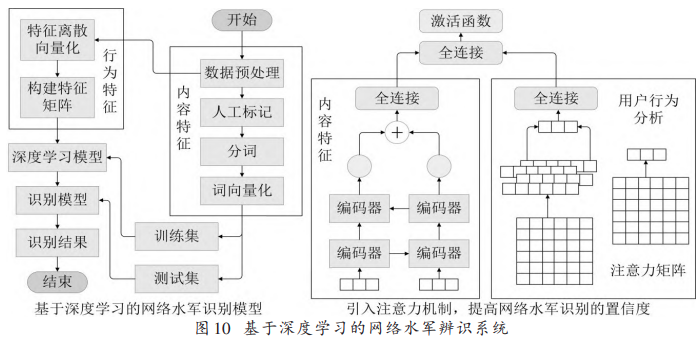 开始
数据预处理
人工标记
分词
词向量化
内容特征
特征离散
向量化
构建特征
矩阵
行为特征
深度学习模型
识别模型
识别结果
结束
训练集
测试集
基于深度学习的网络水军识别模型
激活函数
全连接
全连接
全连接
内容特征
+
编码器
编码器
编码器
编码器
用户行为
分析
注意力矩阵
引入注意力机制，提高网络水军识别的置信度
图 10 基于深度学习的网络水军辨识系统